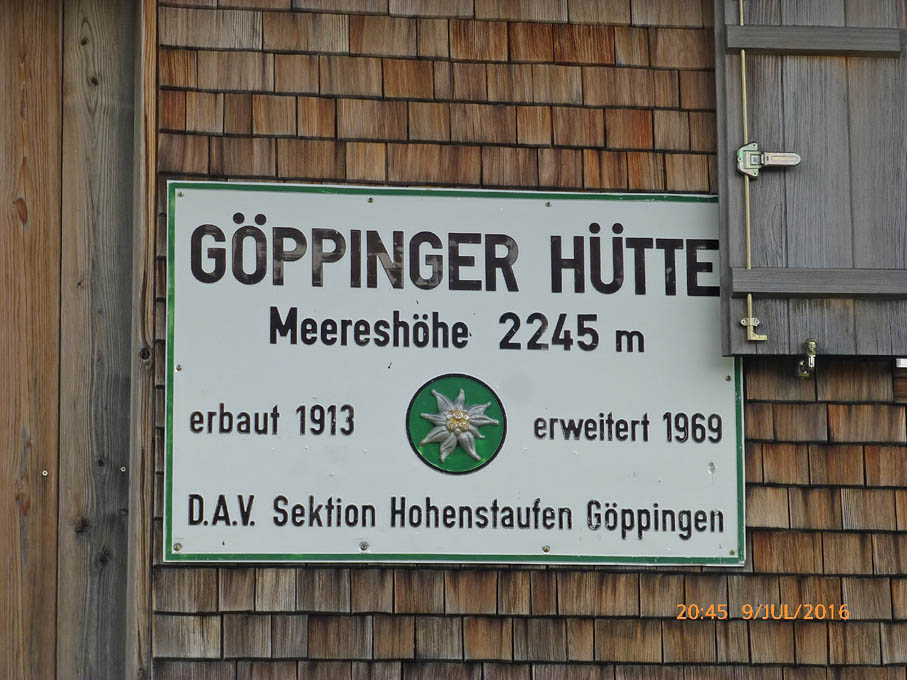 GÖPPINGER HÜTTE
Meereshöhe 2245 m
erbaut 1913 erweitert 1969
D.A.V. Sektion Hohenstaufen Göppingen
20:45 9/JUL/2016